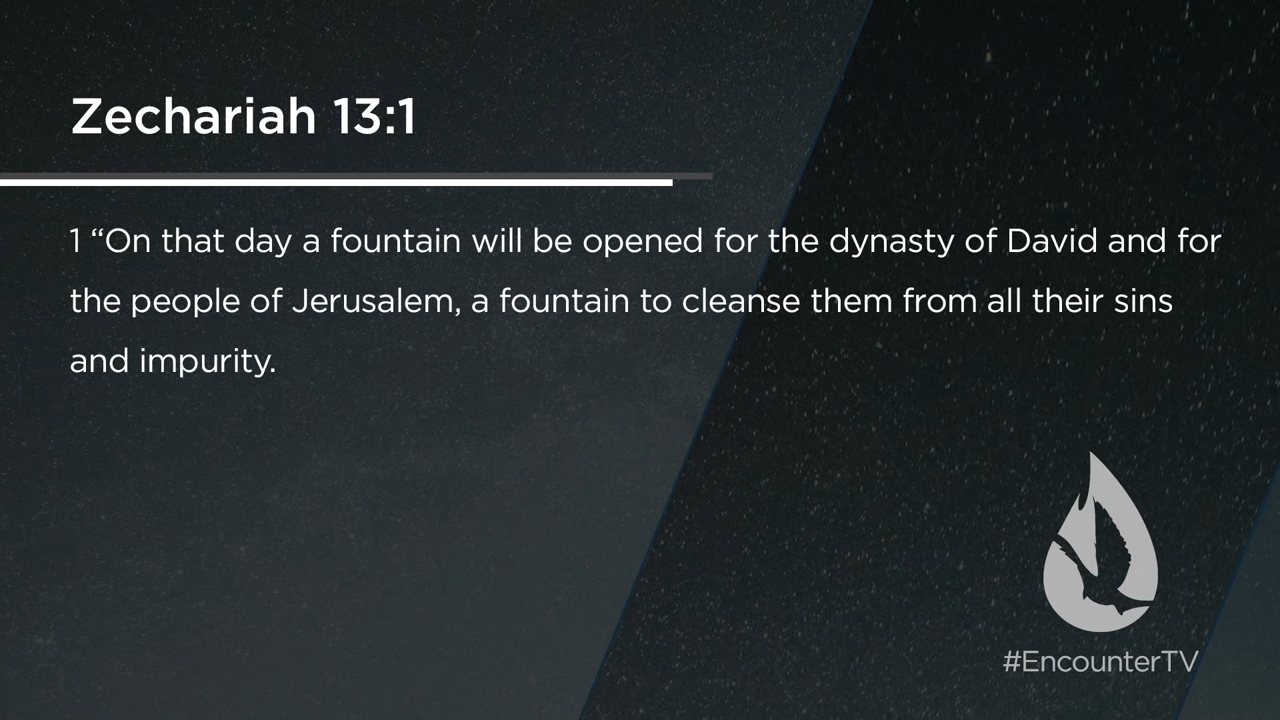 Zechariah 13:1
1 “On that day a fountain will be opened for the dynasty of David and for
the people of Jerusalem, a fountain to cleanse them from all their sins
and impurity.
#EncounterTV